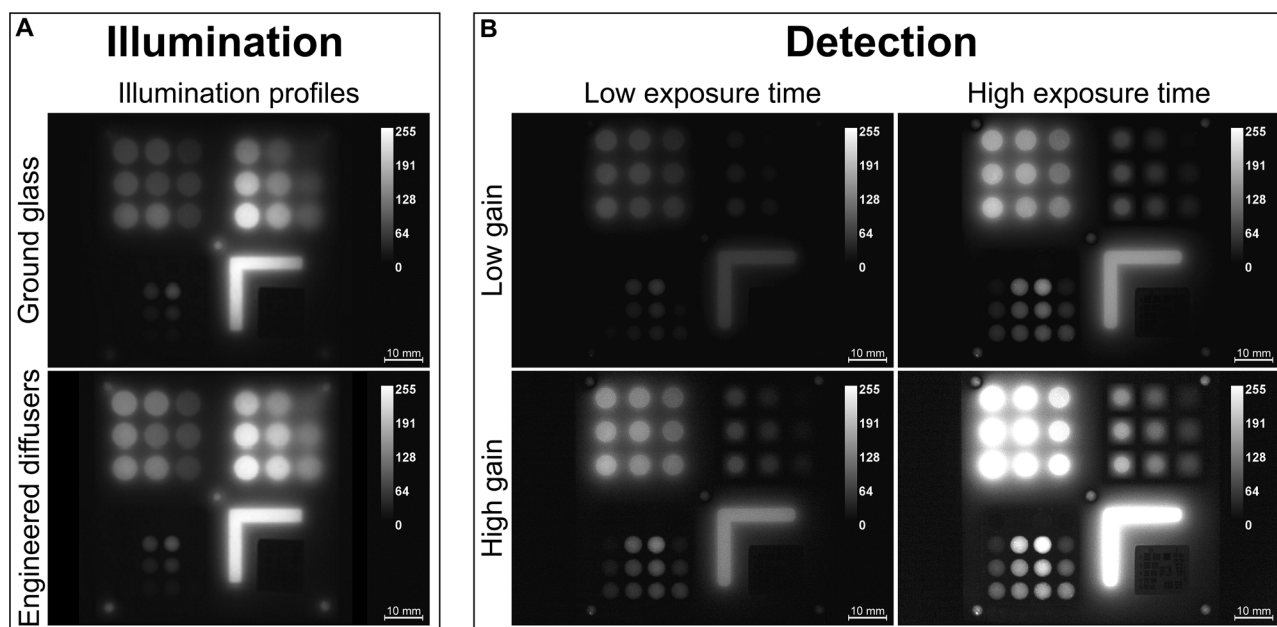 A
Illumination
Illumination profiles
Ground glass
255
191
128
64
0
10 mm
Engineered diffusers
255
191
128
64
0
10 mm
B
Detection
Low exposure time
High exposure time
Low gain
255
191
128
64
0
10 mm
255
191
128
64
0
10 mm
High gain
255
191
128
64
0
10 mm
255
191
128
64
0
10 mm